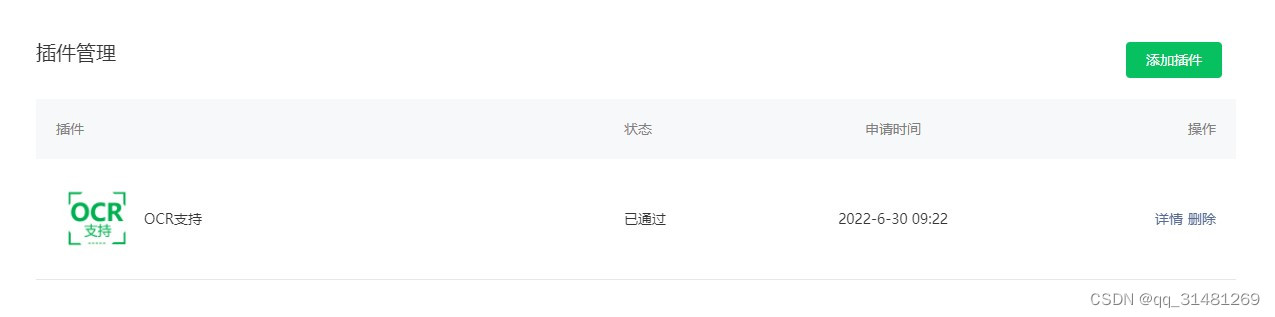 插件管理
添加插件
插件 状态 申请时间 操作
OCR
支持
OCR支持 已通过 2022-6-30 09:22 详情 删除
CSDN @qq_31481269